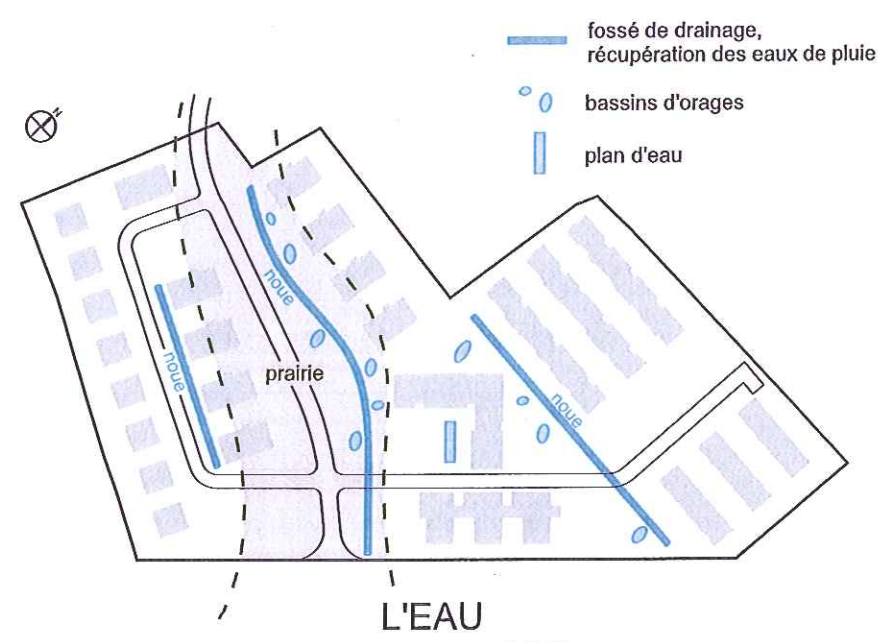 fossé de drainage,
récupération des eaux de pluie
bassins d'orages
plan d'eau
N
noue
noue
prairie
noue
L'EAU